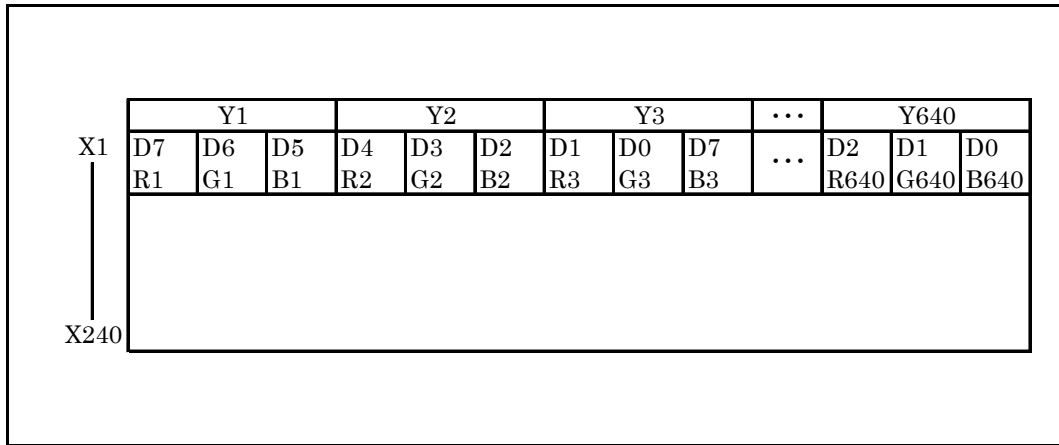 Y1 Y2 Y3 ... Y640
X1 D7 D6 D5 D4 D3 D2 D1 D0 D7 ... D2 D1 D0
R1 G1 B1 R2 G2 B2 R3 G3 B3 R640 G640 B640
X240